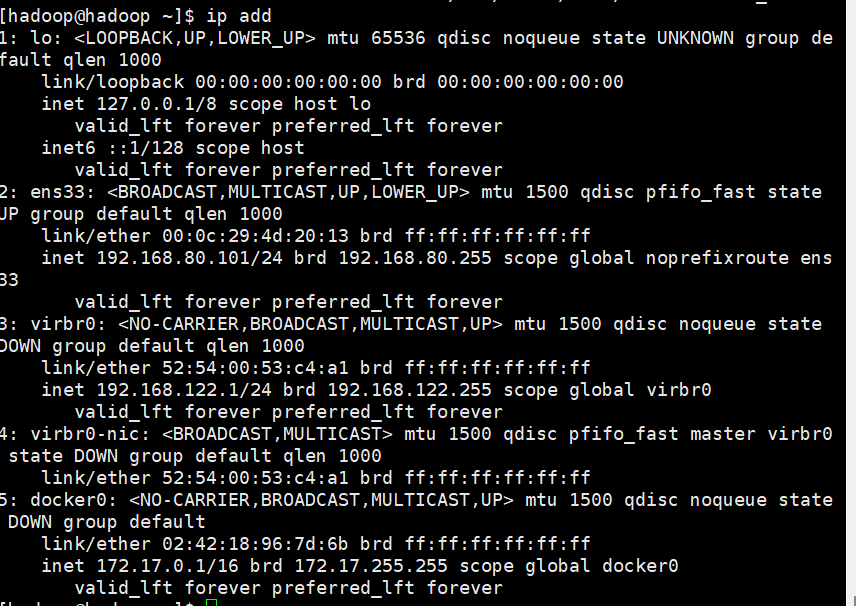 [hadoop@hadoop ~]$ ip add
1: lo: <LOOPBACK,UP,LOWER_UP> mtu 65536 qdisc noqueue state UNKNOWN group de
fault qlen 1000
    link/loopback 00:00:00:00:00:00 brd 00:00:00:00:00:00
    inet 127.0.0.1/8 scope host lo
       valid_lft forever preferred_lft forever
    inet6 ::1/128 scope host
       valid_lft forever preferred_lft forever
2: ens33: <BROADCAST,MULTICAST,UP,LOWER_UP> mtu 1500 qdisc pfifo_fast state
UP group default qlen 1000
    link/ether 00:0c:29:4d:20:13 brd ff:ff:ff:ff:ff:ff
    inet 192.168.80.101/24 brd 192.168.80.255 scope global noprefixroute ens
33
       valid_lft forever preferred_lft forever
3: virbr0: <NO-CARRIER,BROADCAST,MULTICAST,UP> mtu 1500 qdisc noqueue state
DOWN group default qlen 1000
    link/ether 52:54:00:53:c4:a1 brd ff:ff:ff:ff:ff:ff
    inet 192.168.122.1/24 brd 192.168.122.255 scope global virbr0
       valid_lft forever preferred_lft forever
4: virbr0-nic: <BROADCAST,MULTICAST> mtu 1500 qdisc pfifo_fast master virbr0
 state DOWN group default qlen 1000
    link/ether 52:54:00:53:c4:a1 brd ff:ff:ff:ff:ff:ff
5: docker0: <NO-CARRIER,BROADCAST,MULTICAST,UP> mtu 1500 qdisc noqueue state
 DOWN group default
    link/ether 02:42:18:96:7d:6b brd ff:ff:ff:ff:ff:ff
    inet 172.17.0.1/16 brd 172.17.255.255 scope global docker0
       valid_lft forever preferred_lft forever
[hadoop@hadoop ~]$